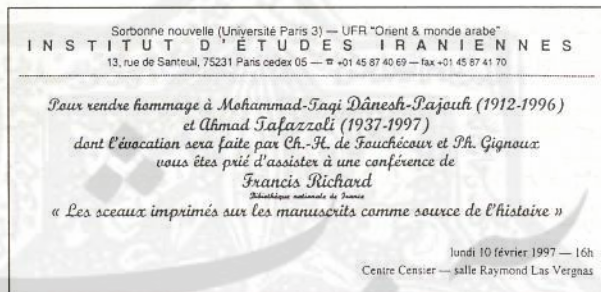 Sorbonne nouvelle (Université Paris 3) — UFR "Orient & monde arabe"
INSTITUT D'ÉTUDES IRANIENNES
13, rue de Santeuil, 75231 Paris cedex 05 — ☎ +01 45 87 40 69 — fax +01 45 87 41 70
Pour rendre hommage à Mohammad-Taqi Dânesh-Pajouh (1912-1996)
et Ahmad Tafazzoli (1937-1997)
dont l'évocation sera faite par Ch.-H. de Fouchécour et Ph. Gignoux
vous êtes prié d'assister à une conférence de
Francis Richard
Bibliothèque nationale de France
« Les sceaux imprimés sur les manuscrits comme source de l'histoire »
lundi 10 février 1997 — 16h
Centre Censier — salle Raymond Las Vergnas